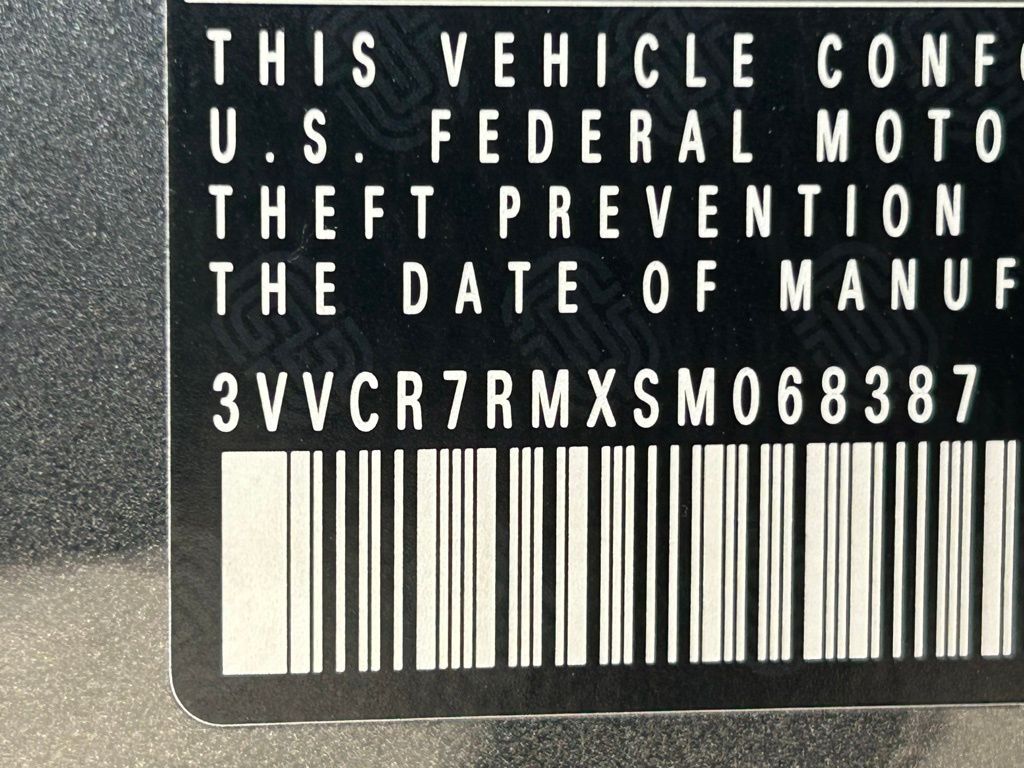 THIS VEHICLE CONF
U.S. FEDERAL MOTO
THEFT PREVENTION
THE DATE OF MANUF
3VVCR7RMXSM068387